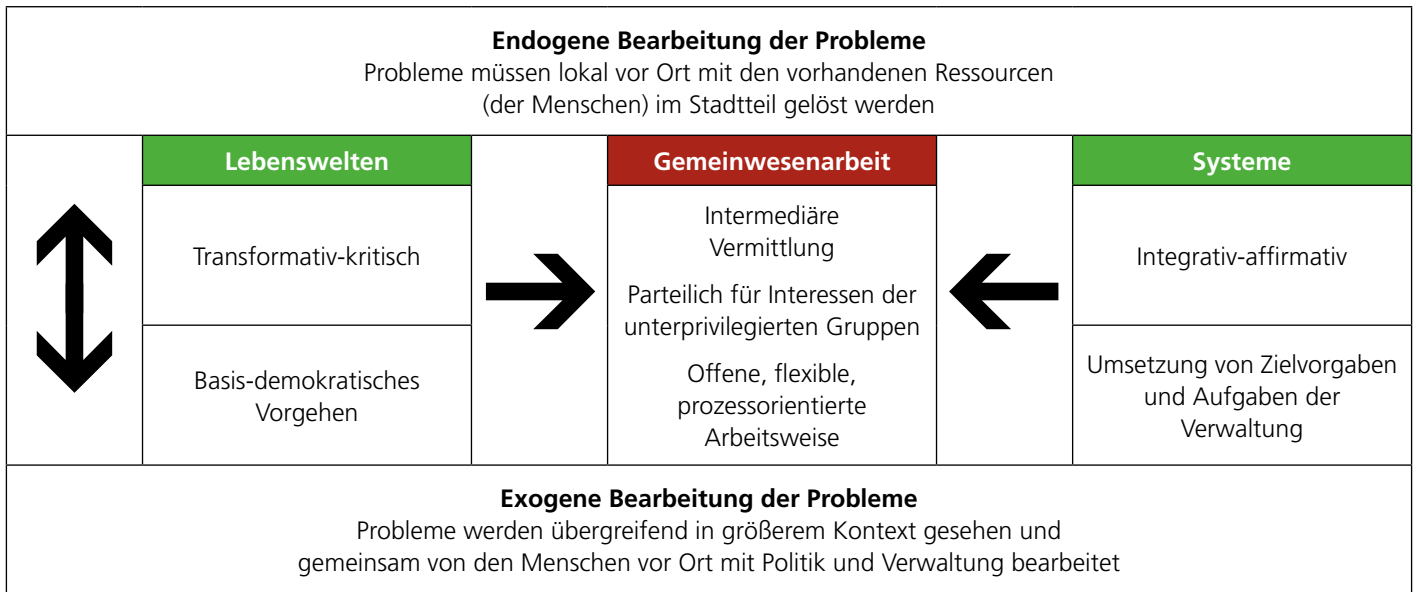 Endogene Bearbeitung der Probleme
Probleme müssen lokal vor Ort mit den vorhandenen Ressourcen
(der Menschen) im Stadtteil gelöst werden
Lebenswelten
Transformativ-kritisch
Basis-demokratisches
Vorgehen
Gemeinwesenarbeit
Intermediäre
Vermittlung
Parteilich für Interessen der
unterprivilegierten Gruppen
Offene, flexible,
prozessorientierte
Arbeitsweise
Systeme
Integrativ-affirmativ
Umsetzung von Zielvorgaben
und Aufgaben der
Verwaltung
Exogene Bearbeitung der Probleme
Probleme werden übergreifend in größerem Kontext gesehen und
gemeinsam von den Menschen vor Ort mit Politik und Verwaltung bearbeitet